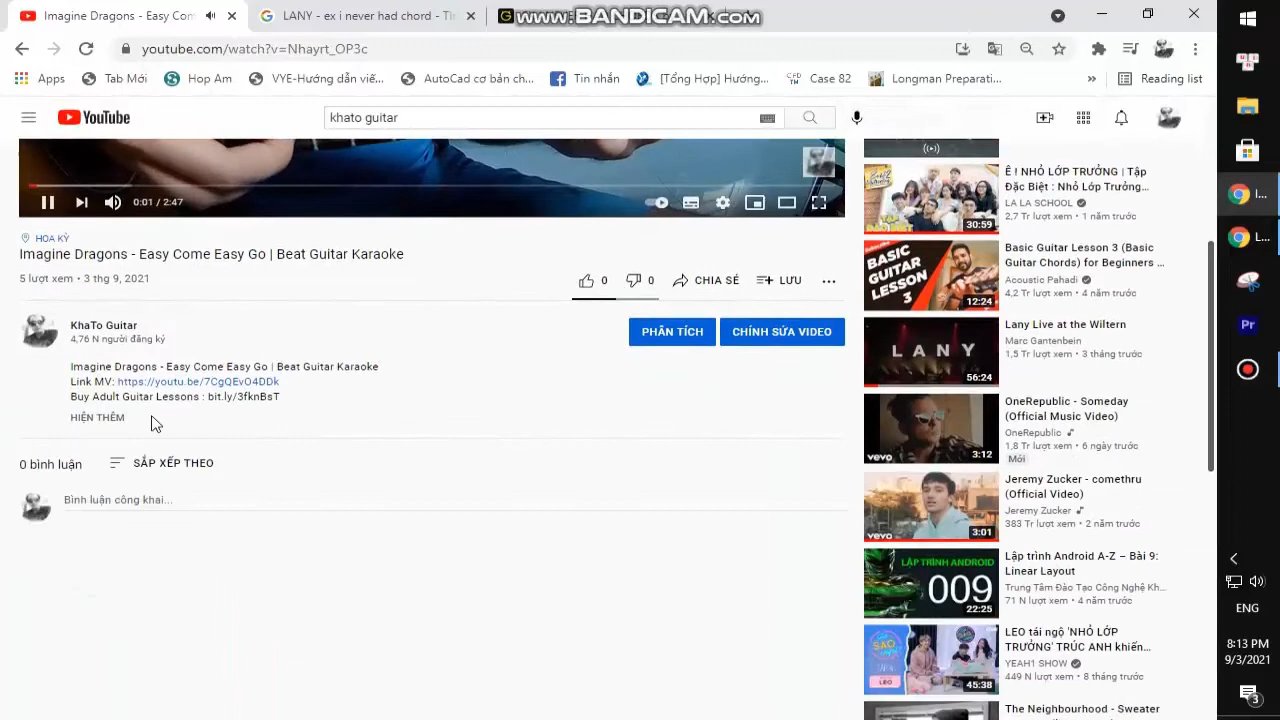 Imagine Dragons - Easy Com
LANY - ex i never had chord - Th
WWW.BANDICAM.COM
youtube.com/watch?v=Nhayrt_OP3c
Apps
Tab Mới
Hop Am
VYE-Hướng dẫn viế...
AutoCad cơ bản ch...
Tin nhắn
[Tổng Hợp] Hướng...
Case 82
Longman Preparati...
»
Reading list
YouTube
khato guitar
0:01 / 2:47
HOA KỲ
Imagine Dragons - Easy Come Easy Go | Beat Guitar Karaoke
5 lượt xem • 3 thg 9, 2021
0
0
CHIA SẺ
LƯU
KhaTo Guitar
4,76 N người đăng ký
PHÂN TÍCH
CHỈNH SỬA VIDEO
Imagine Dragons - Easy Come Easy Go | Beat Guitar Karaoke
Link MV: https://youtu.be/7CgQEvO4DDk
Buy Adult Guitar Lessons : bit.ly/3fknBsT
HIỆN THÊM
0 bình luận
SẮP XẾP THEO
Bình luận công khai...
30:59
Ê ! NHỎ LỚP TRƯỞNG | Tập
Đặc Biệt : Nhỏ Lớp Trưởng...
LA LA SCHOOL
2,7 Tr lượt xem • 1 năm trước
BASIC
GUITAR
LESSON
3
12:24
Basic Guitar Lesson 3 (Basic
Guitar Chords) for Beginners ...
Acoustic Pahadi
4,2 Tr lượt xem • 4 năm trước
LANY
56:24
Lany Live at the Wiltern
Marc Gantenbein
1,5 Tr lượt xem • 3 tháng trước
vevo
3:12
OneRepublic - Someday
(Official Music Video)
OneRepublic
1,8 Tr lượt xem • 6 ngày trước
Mới
vevo
3:01
Jeremy Zucker - comethru
(Official Video)
Jeremy Zucker
383 Tr lượt xem • 2 năm trước
LẬP TRÌNH ANDROID
009
22:25
Lập trình Android A-Z – Bài 9:
Linear Layout
Trung Tâm Đào Tạo Công Nghệ Kh...
71 N lượt xem • 4 năm trước
SAO
LEO
45:38
LEO tái ngộ 'NHỎ LỚP
TRƯỞNG' TRÚC ANH khiến...
YEAH1 SHOW
449 N lượt xem • 8 tháng trước
The Neighbourhood - Sweater
I...
L...
Pr
ENG
8:13 PM
9/3/2021
3